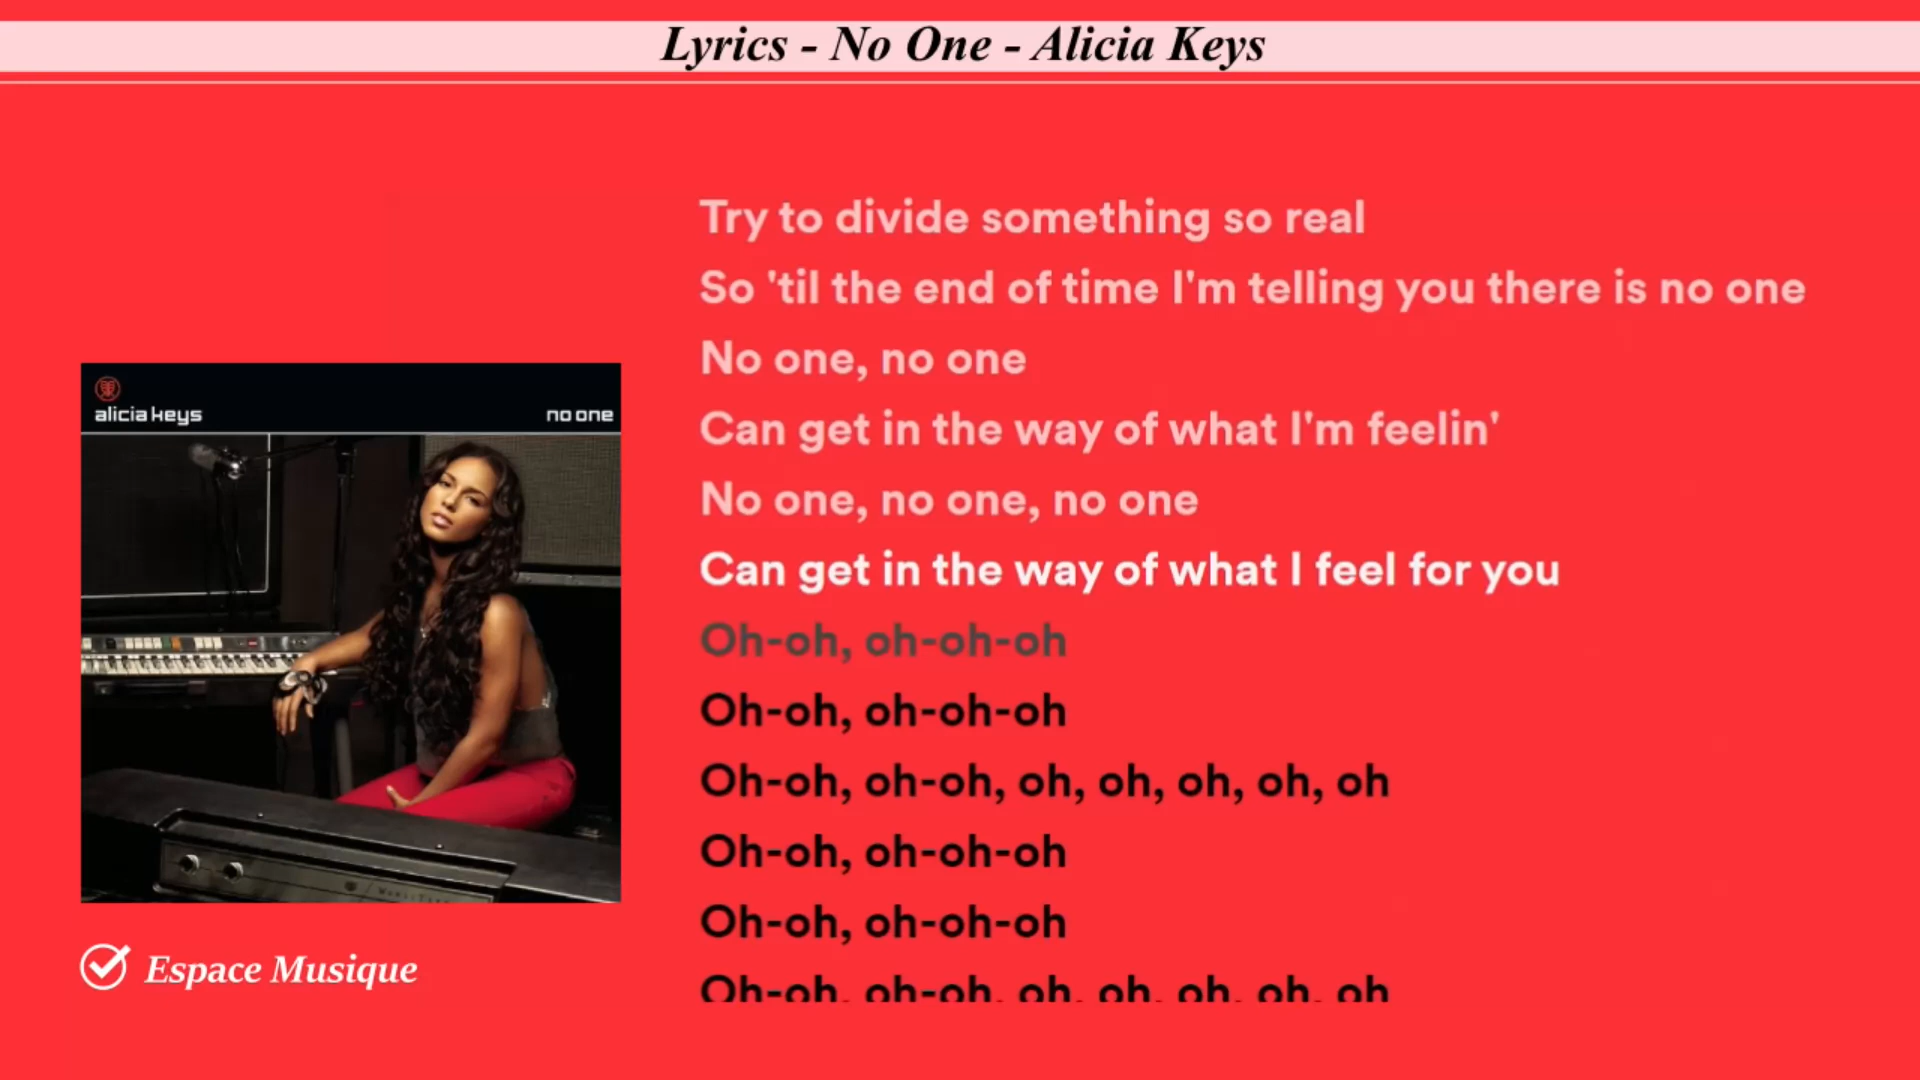 Lyrics - No One - Alicia Keys
Try to divide something so real
So 'til the end of time I'm telling you there is no one
No one, no one
Can get in the way of what I'm feelin'
No one, no one, no one
Can get in the way of what I feel for you
Oh-oh, oh-oh-oh
Oh-oh, oh-oh-oh
Oh-oh, oh-oh, oh, oh, oh, oh, oh
Oh-oh, oh-oh-oh
Oh-oh, oh-oh-oh
Oh-oh, oh-oh, oh, oh, oh, oh, oh
alicia keys
no one
Espace Musique